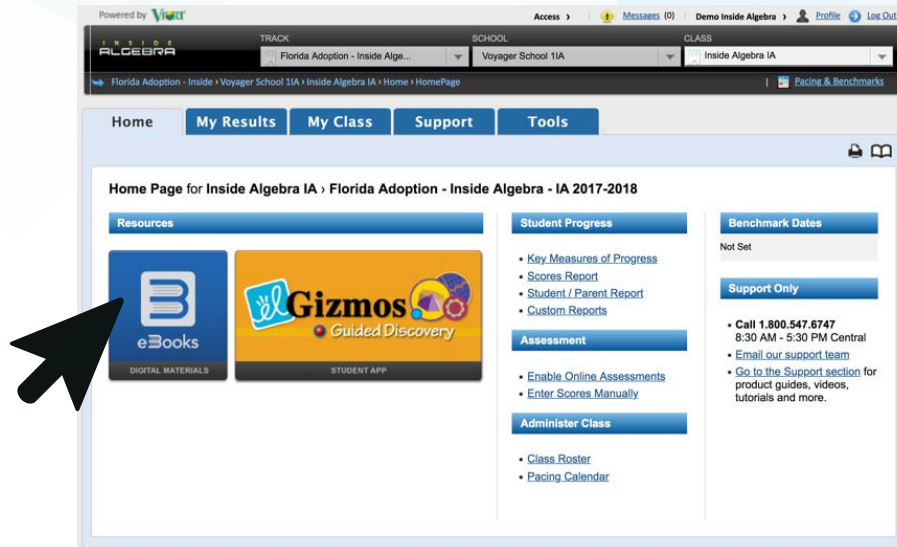 Powered by VPORT
Access › Messages (0) Demo Inside Algebra › Profile Log Out
INSIDE
ALGEBRA
TRACK SCHOOL CLASS
Florida Adoption - Inside Alge... Voyager School 1IA Inside Algebra IA
Florida Adoption - Inside › Voyager School 1IA › Inside Algebra IA › Home › HomePage | Pacing & Benchmarks
Home My Results My Class Support Tools
Home Page for Inside Algebra IA › Florida Adoption - Inside Algebra - IA 2017-2018
Resources
eBooks
DIGITAL MATERIALS
el Gizmos
Guided Discovery
STUDENT APP
Student Progress
• Key Measures of Progress
• Scores Report
• Student / Parent Report
• Custom Reports
Assessment
• Enable Online Assessments
• Enter Scores Manually
Administer Class
• Class Roster
• Pacing Calendar
Benchmark Dates
Not Set
Support Only
• Call 1.800.547.6747
8:30 AM - 5:30 PM Central
• Email our support team
• Go to the Support section for
product guides, videos,
tutorials and more.